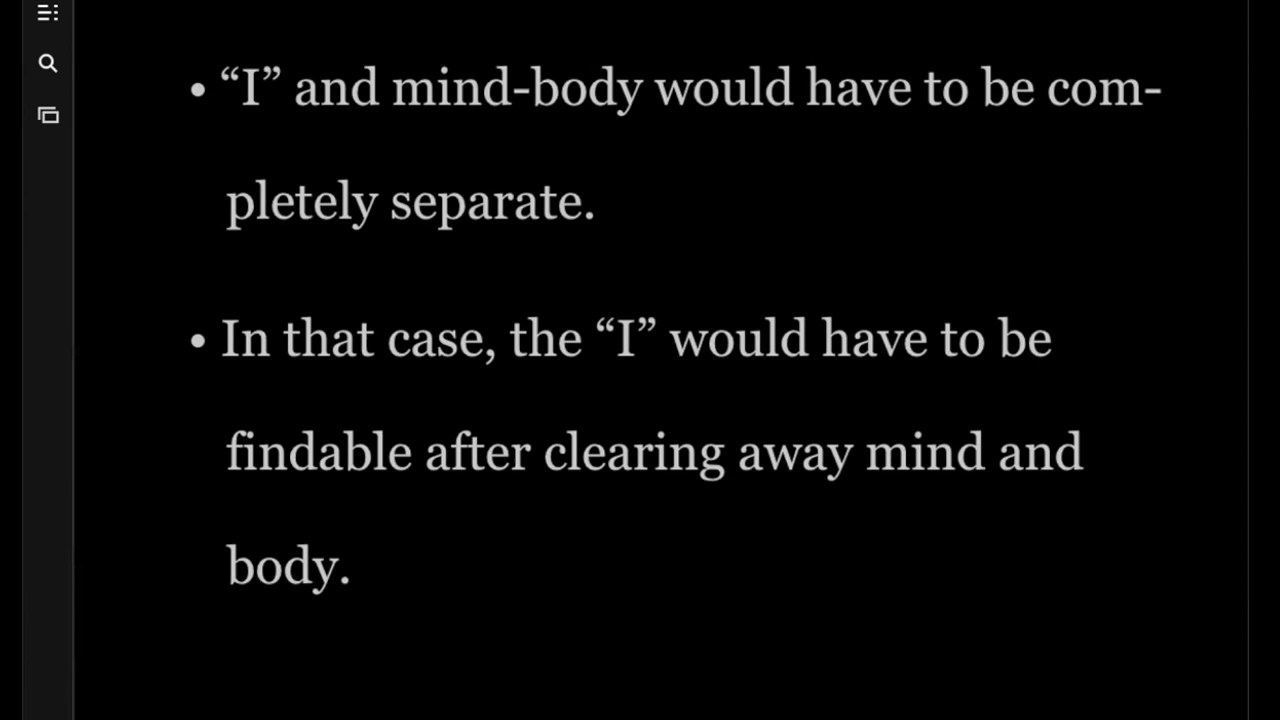 • “I” and mind-body would have to be com-
pletely separate.
• In that case, the “I” would have to be
findable after clearing away mind and
body.